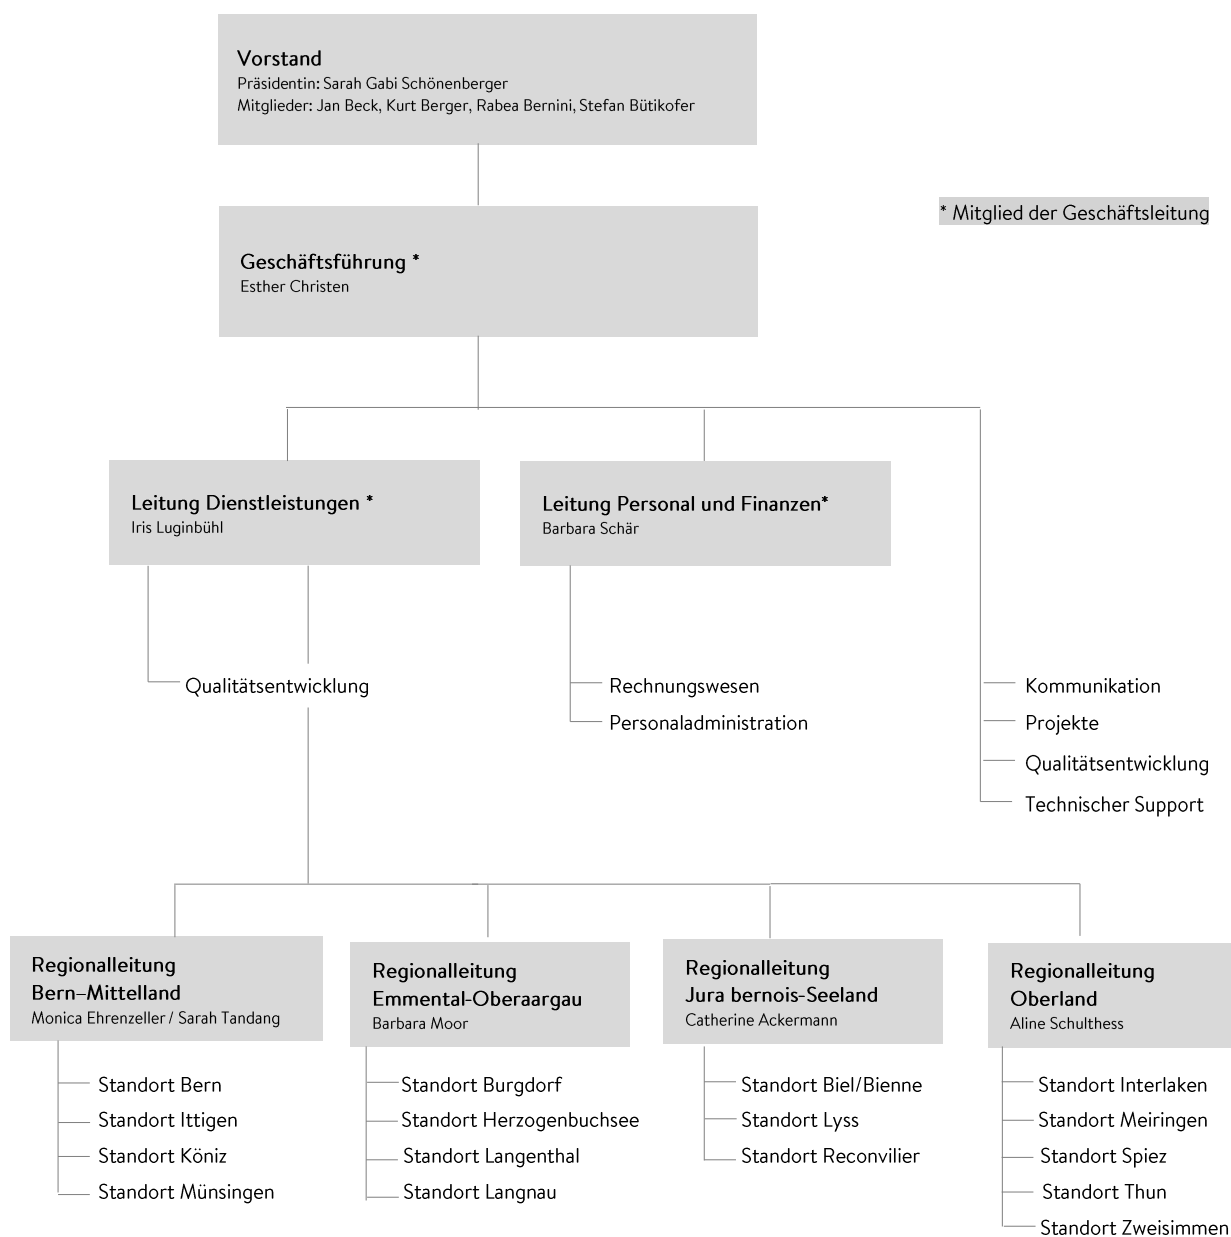 Vorstand
Präsidentin: Sarah Gabi Schönenberger
Mitglieder: Jan Beck, Kurt Berger, Rabea Bernini, Stefan Bütikofer
* Mitglied der Geschäftsleitung
Geschäftsführung *
Esther Christen
Leitung Dienstleistungen *
Iris Luginbühl
Leitung Personal und Finanzen*
Barbara Schär
Qualitätsentwicklung
Rechnungswesen
Personaladministration
Kommunikation
Projekte
Qualitätsentwicklung
Technischer Support
Regionalleitung
Bern–Mittelland
Monica Ehrenzeller / Sarah Tandang
Standort Bern
Standort Ittigen
Standort Köniz
Standort Münsingen
Regionalleitung
Emmental-Oberaargau
Barbara Moor
Standort Burgdorf
Standort Herzogenbuchsee
Standort Langenthal
Standort Langnau
Regionalleitung
Jura bernois-Seeland
Catherine Ackermann
Standort Biel/Bienne
Standort Lyss
Standort Reconvilier
Regionalleitung
Oberland
Aline Schulthess
Standort Interlaken
Standort Meiringen
Standort Spiez
Standort Thun
Standort Zweisimmen